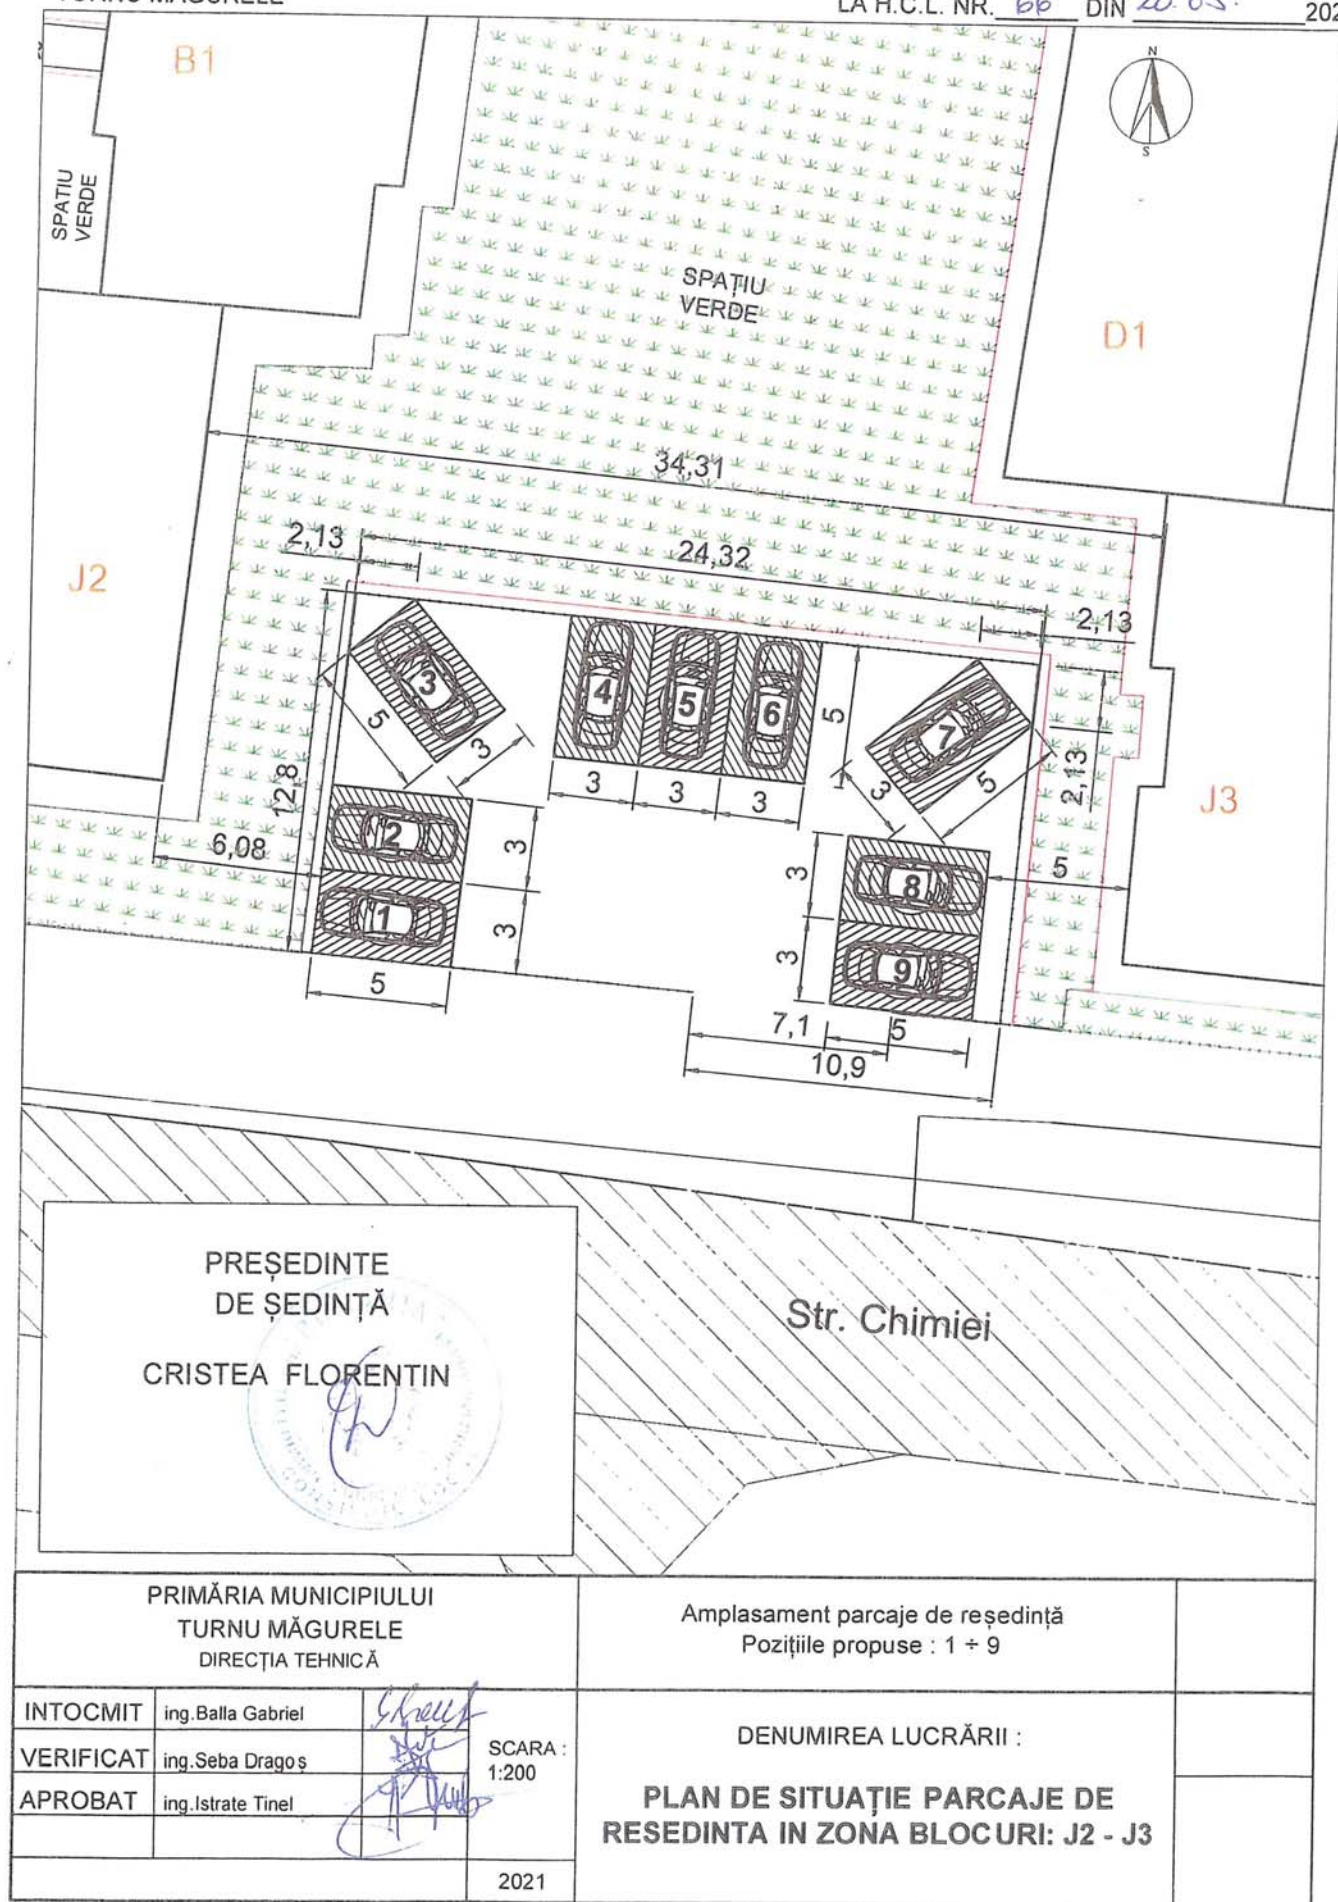 TURNU MĂGURELE
LA H.C.L. NR. 66 DIN 20.05. 202
B1
N
S
SPATIU
VERDE
SPAȚIU
VERDE
D1
34,31
2,13
24,32
J2
2,13
3
4
5
6
7
5
5
3
3
5
12,8
3
3
3
2,13
J3
2
6,08
3
3
8
5
1
3
3
9
5
7,1
5
10,9
PREȘEDINTE
DE ȘEDINȚĂ
CRISTEA FLORENTIN
Str. Chimiei
PRIMĂRIA MUNICIPIULUI
TURNU MĂGURELE
DIRECȚIA TEHNICĂ
Amplasament parcaje de reședință
Pozițiile propuse : 1 ÷ 9
INTOCMIT ing.Balla Gabriel
VERIFICAT ing.Seba Dragoș
APROBAT ing.Istrate Tinel
SCARA :
1:200
2021
DENUMIREA LUCRĂRII :
PLAN DE SITUAȚIE PARCAJE DE
RESEDINTA IN ZONA BLOCURI: J2 - J3